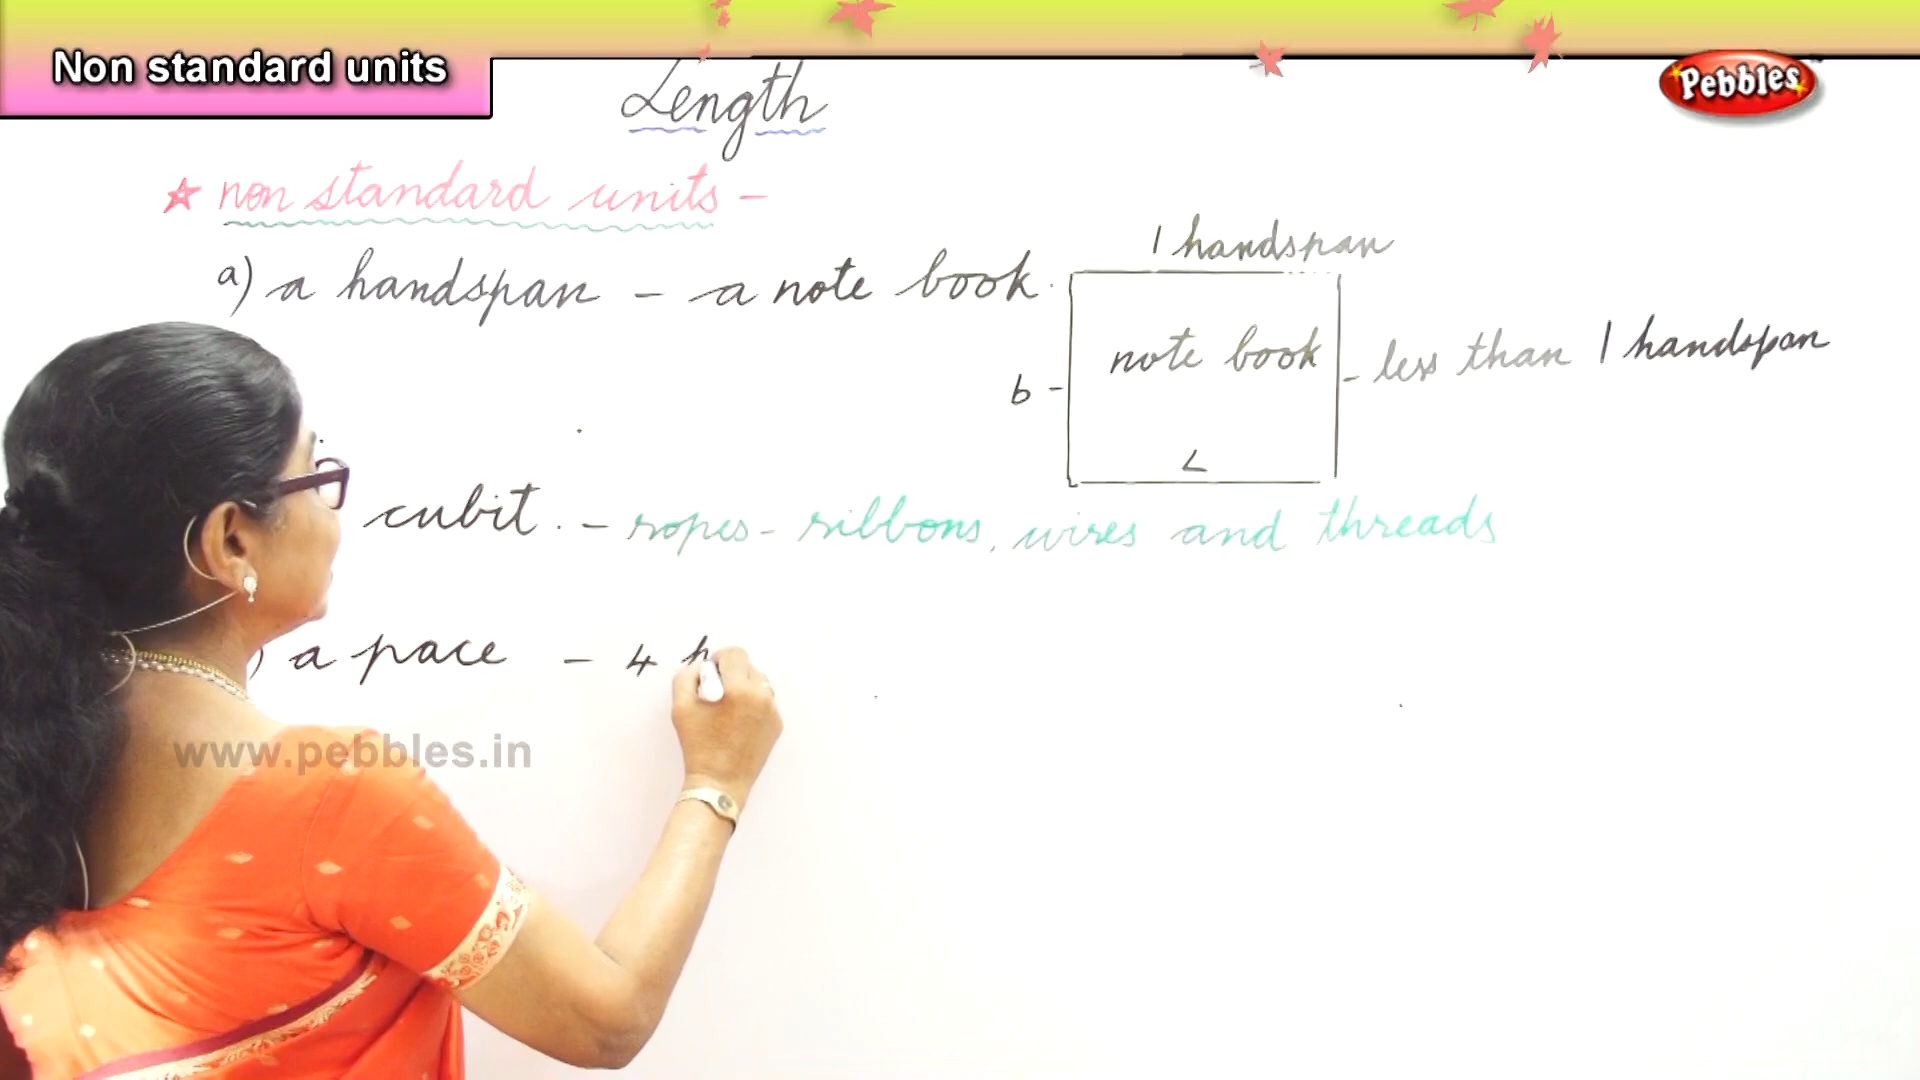 Non standard units
Pebbles
Length
☆ non standard units -
a) a handspan - a note book.
1 handspan
note book
b -
L
- less than 1 handspan
cubit. - ropes - ribbons, wires and threads
) a pace - 4
www.pebbles.in